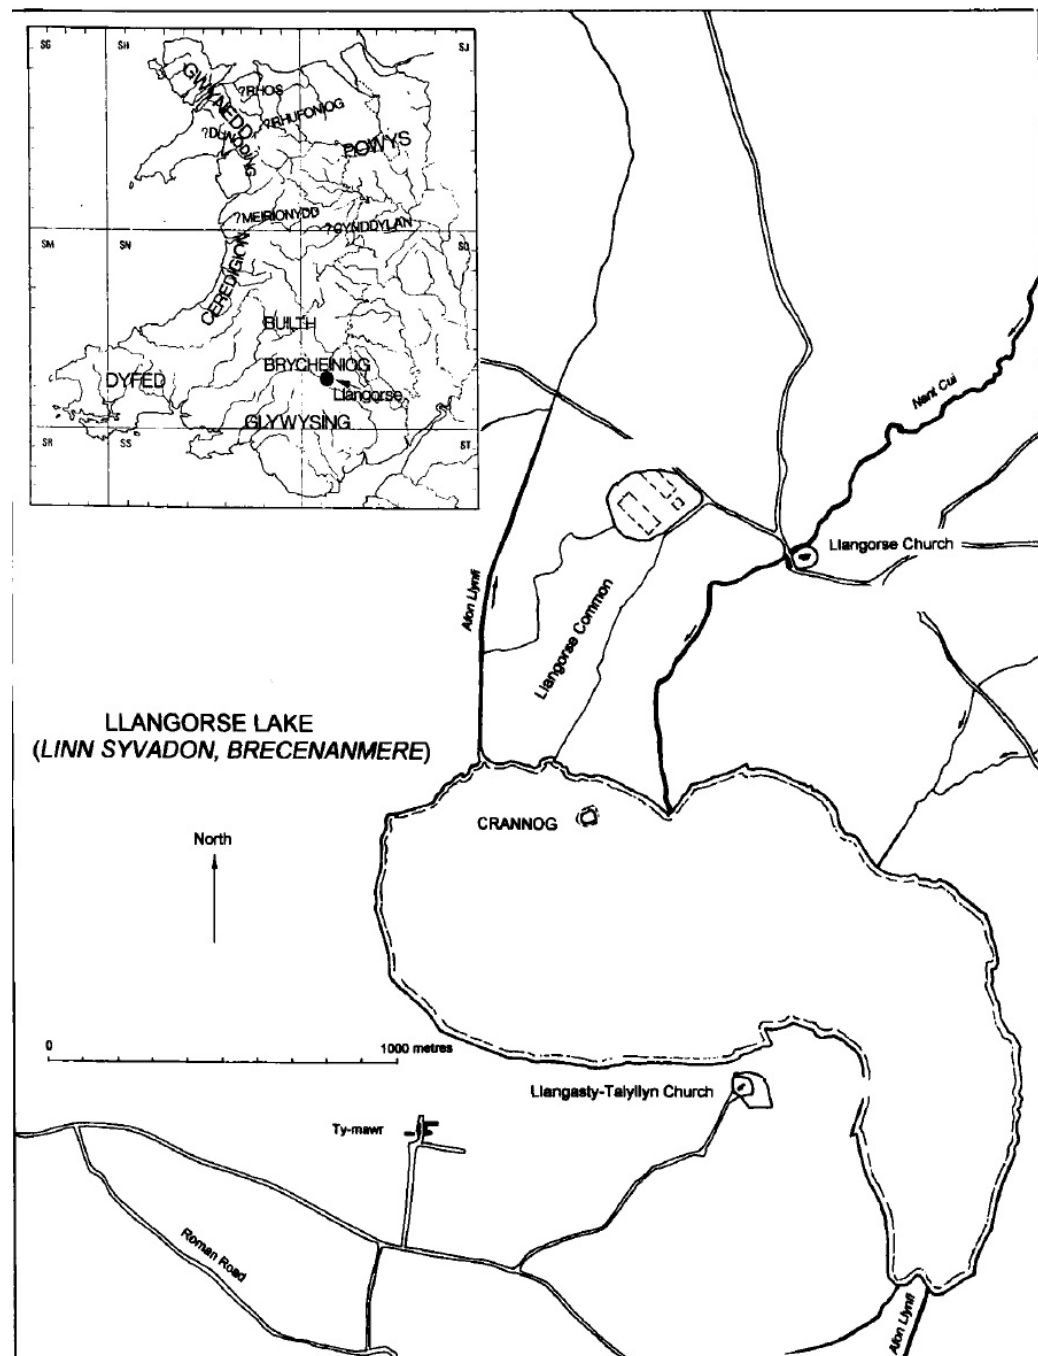 SG
SH
SJ
GWYNEDD
?RHOS
?RHUFONIOG
?DUNODING
POWYS
?MEIRIONYDD
?CYNDDYLAN
SM
SN
SO
CEREDIGION
BUILTH
BRYCHEINIOG
DYFED
Llangorse
GLYWYSING
SR
SS
ST
Nant Cui
Llangorse Church
Afon Llynfi
Llangorse Common
LLANGORSE LAKE
(LINN SYVADON, BRECENANMERE)
CRANNOG
North
0
1000 metres
Llangasty-Talyllyn Church
Ty-mawr
Roman Road
Afon Llynfi